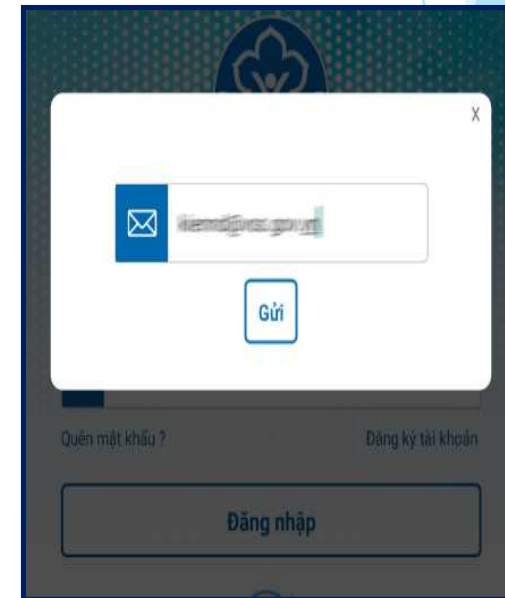 X
Gửi
Quên mật khẩu ? Đăng ký tài khoản
Đăng nhập